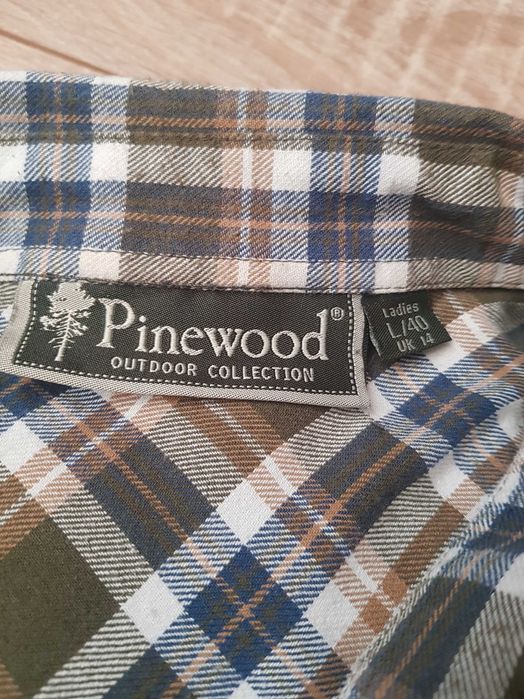 Pinewood®
OUTDOOR COLLECTION
Ladies
L/40
UK 14